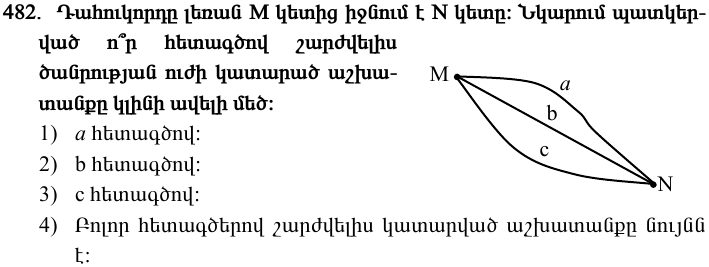 482. Դահուկորդը լեռան M կետից իջնում է N կետը: Նկարում պատկեր-
ված ո՞ր հետագծով շարժվելիս
ծանրության ուժի կատարած աշխա-
տանքը կլինի ավելի մեծ:
M
a
b
c
N
1) a հետագծով:
2) b հետագծով:
3) c հետագծով:
4) Բոլոր հետագծերով շարժվելիս կատարված աշխատանքը նույնն
է: